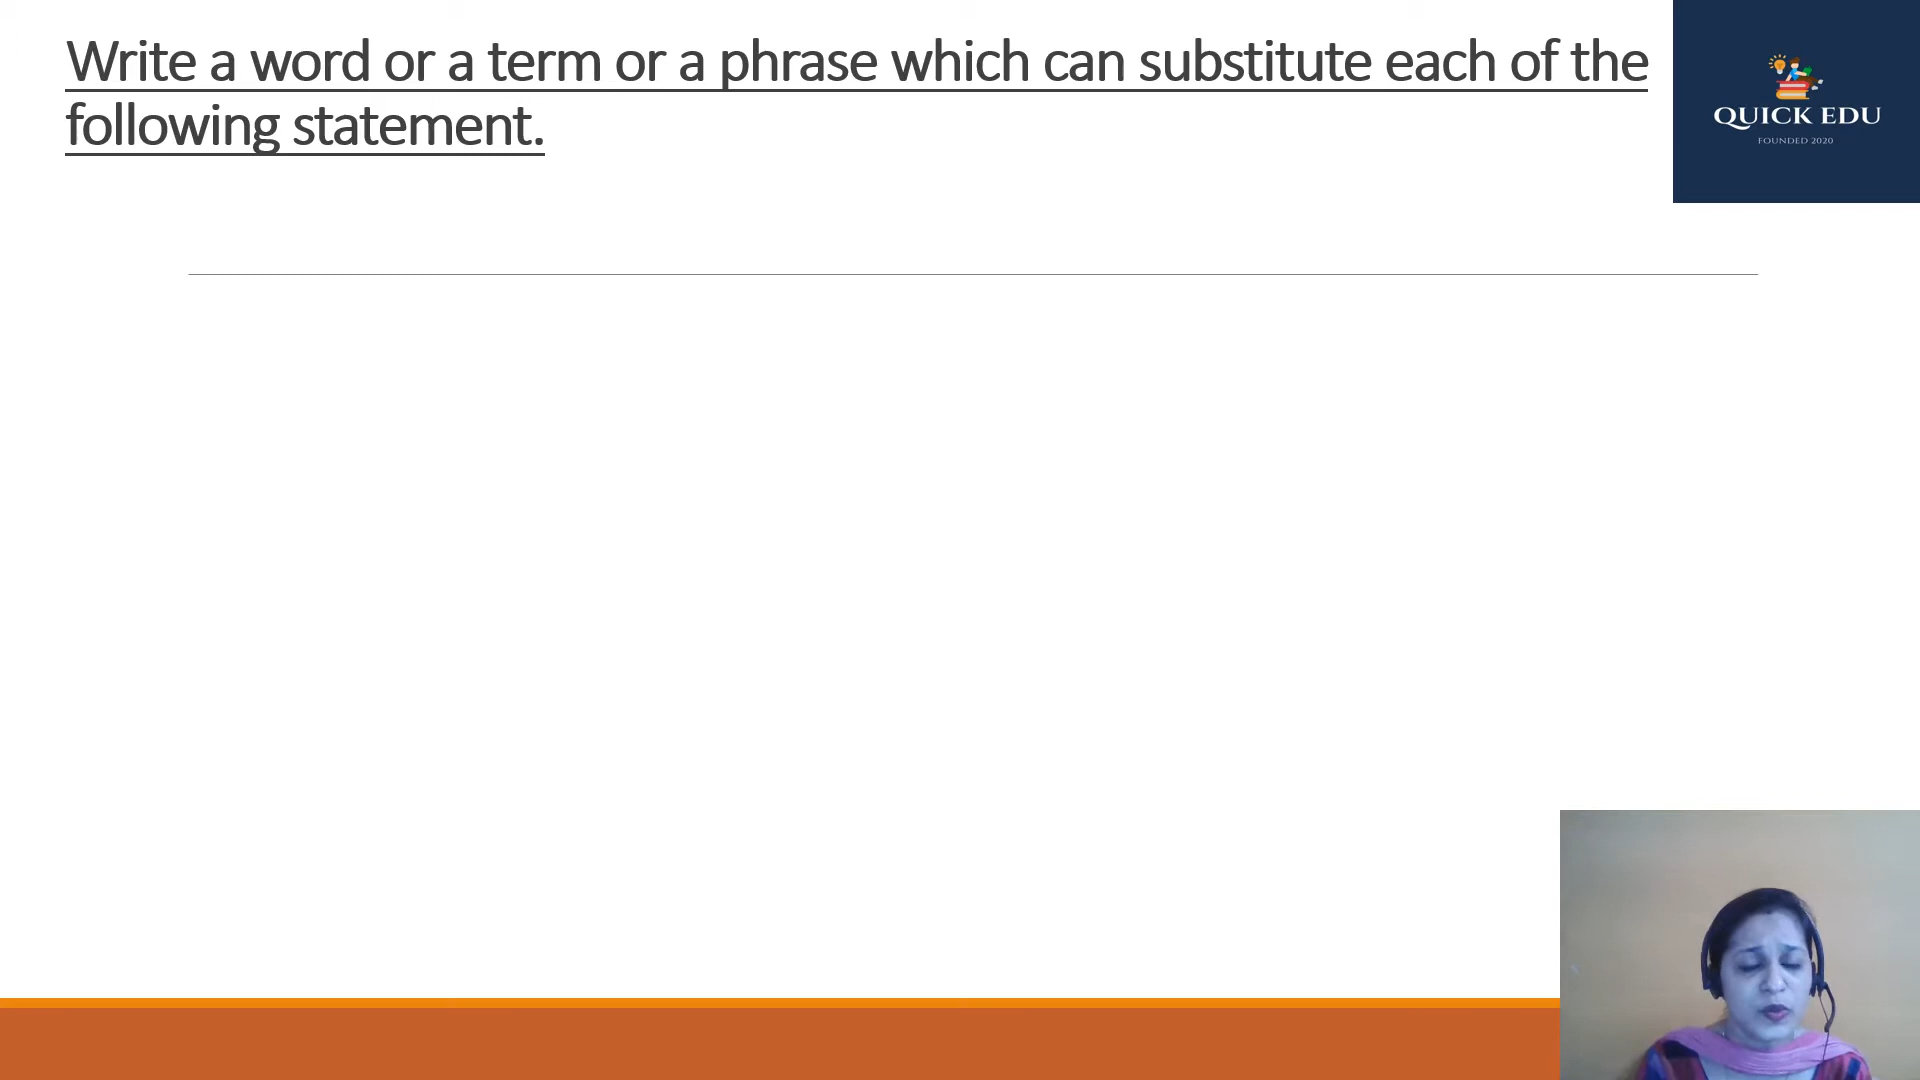 Write a word or a term or a phrase which can substitute each of the
following statement.
QUICK EDU
FOUNDED 2020